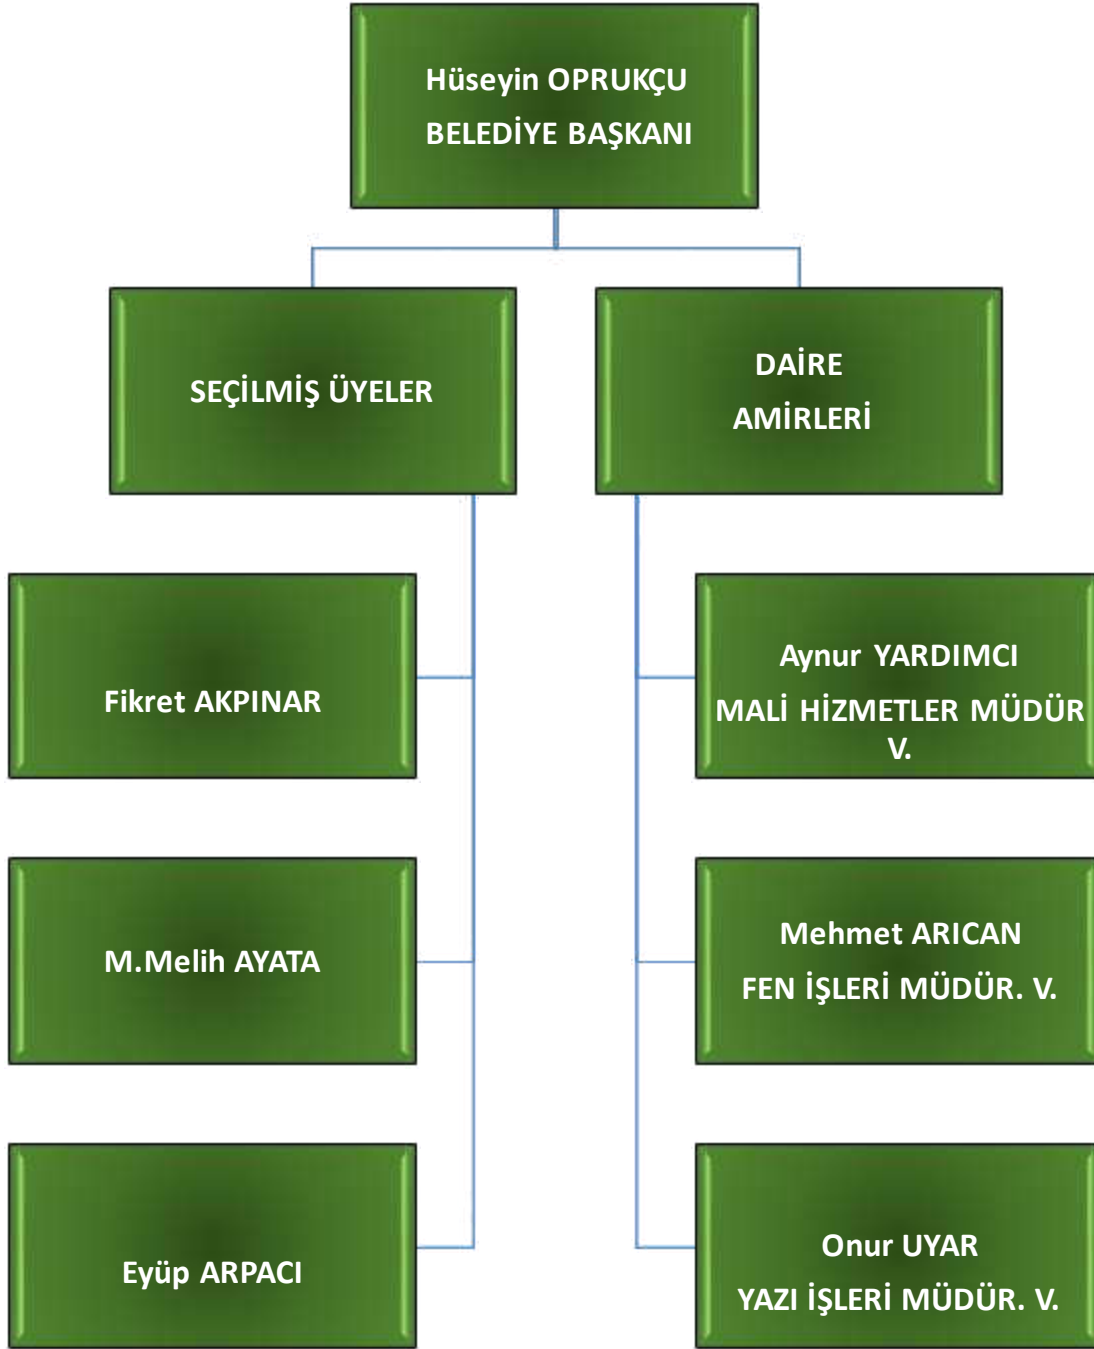 Hüseyin OPRUKÇU
BELEDİYE BAŞKANI
SEÇİLMİŞ ÜYELER
DAİRE
AMİRLERİ
Fikret AKPINAR
Aynur YARDIMCI
MALİ HİZMETLER MÜDÜR
V.
M.Melih AYATA
Mehmet ARICAN
FEN İŞLERİ MÜDÜR. V.
Eyüp ARPACI
Onur UYAR
YAZI İŞLERİ MÜDÜR. V.